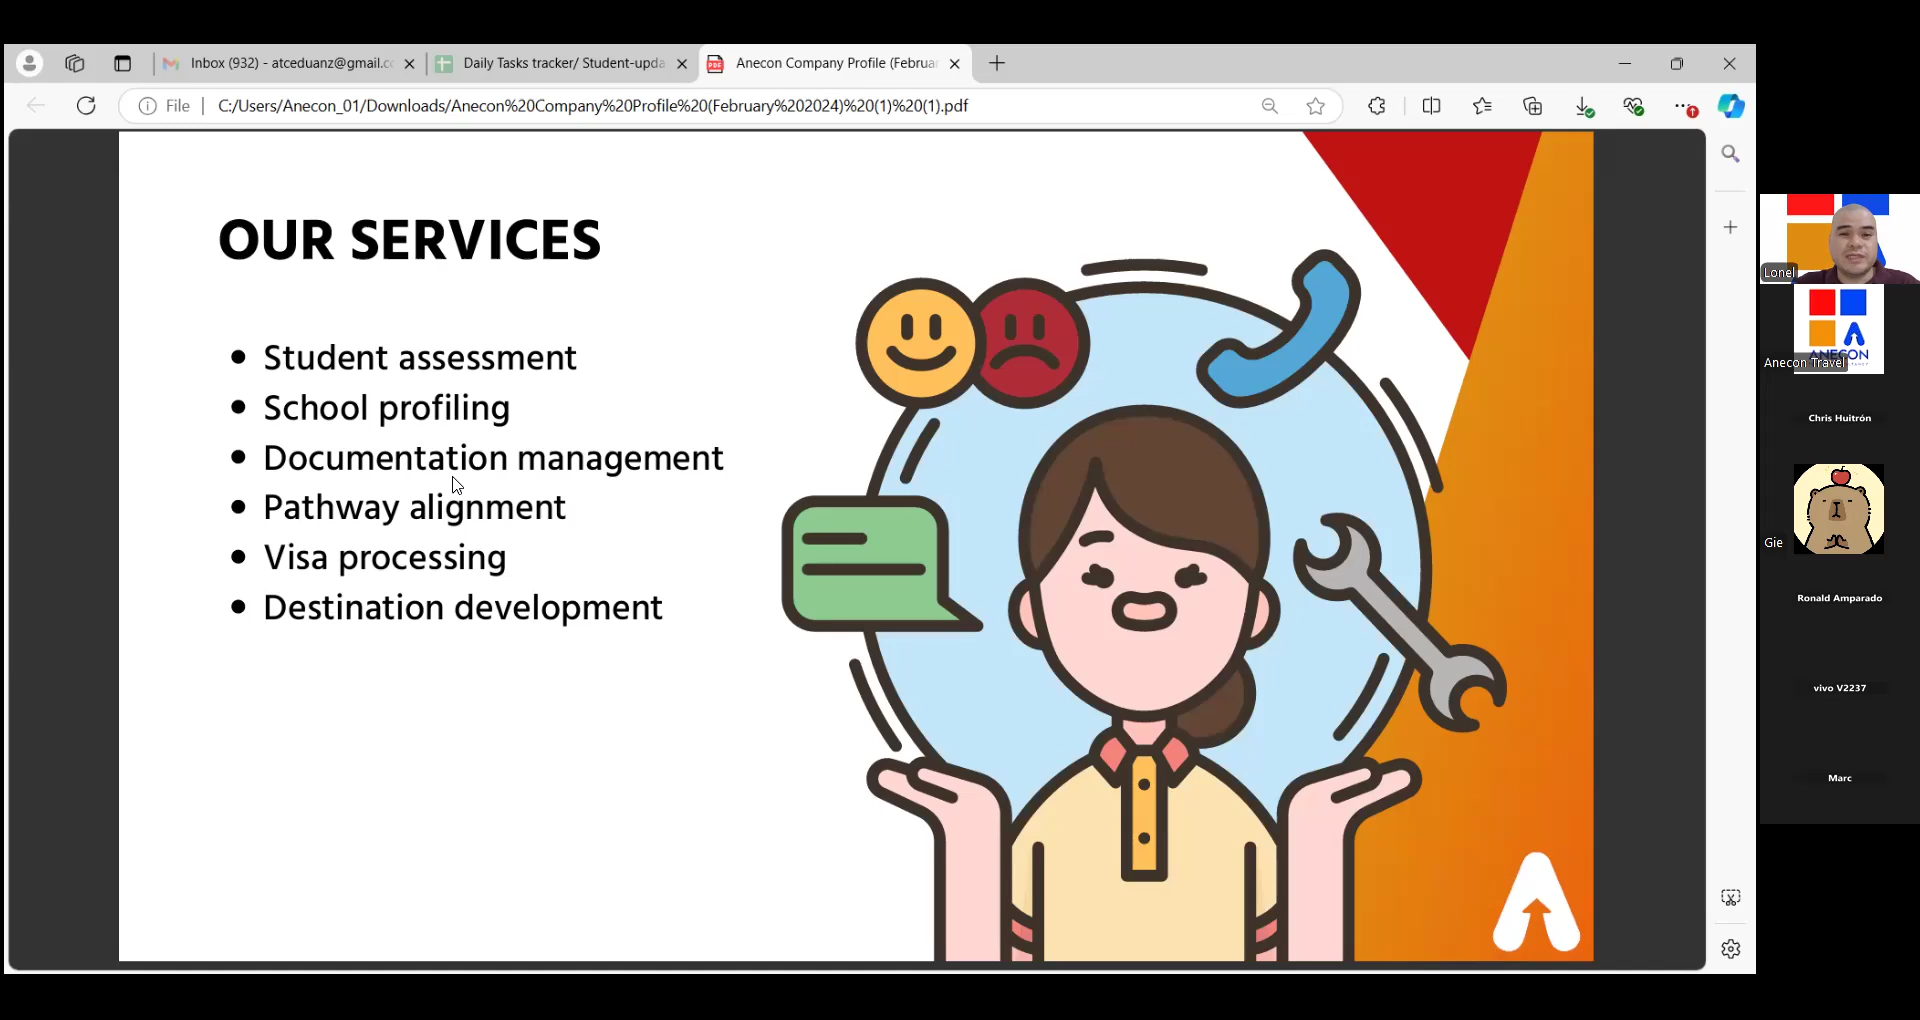 Inbox (932) - atceduanz@gmail.c
Daily Tasks tracker/ Student-upda
Anecon Company Profile (Februa
File
C:/Users/Anecon_01/Downloads/Anecon%20Company%20Profile%20(February%202024)%20(1)%20(1).pdf
OUR SERVICES
• Student assessment
• School profiling
• Documentation management
• Pathway alignment
• Visa processing
• Destination development
Lonel
ANECON
Anecon Travel
Chris Huitrón
Gie
Ronald Amparado
vivo V2237
Marc